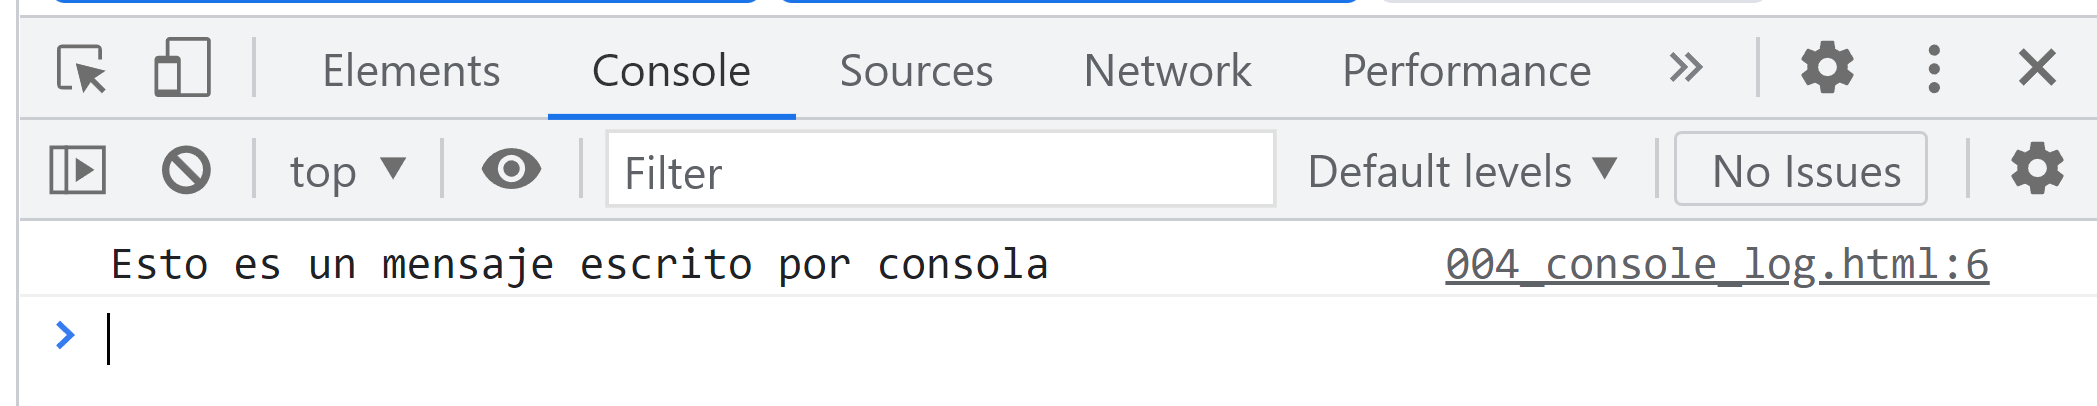 Elements Console Sources Network Performance
top Filter Default levels No Issues
Esto es un mensaje escrito por consola 004_console_log.html:6